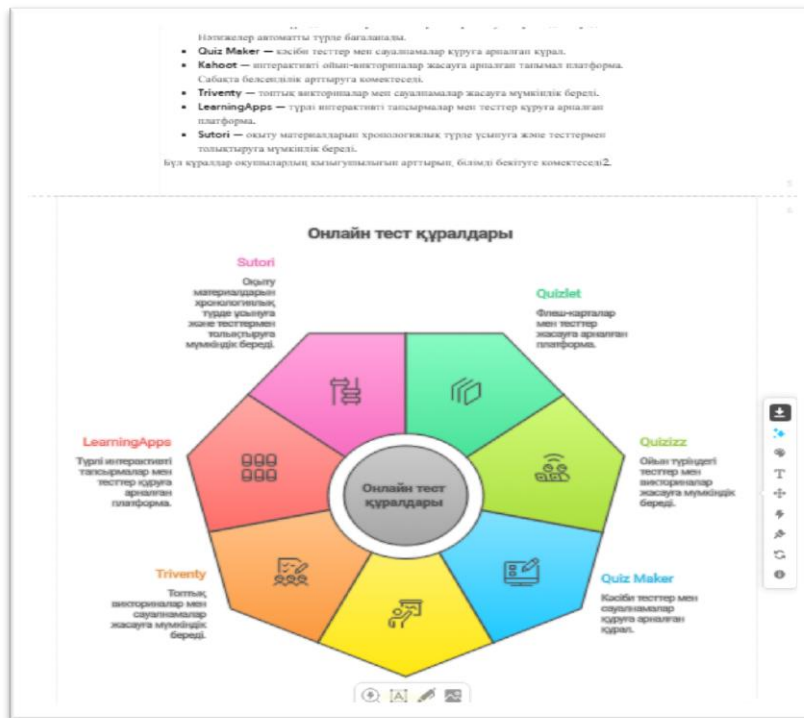 Нәтижелер автоматты түрде бағаланады.
• Quiz Maker — кәсіби тесттер мен сауалнамалар құруға арналған құрал.
• Kahoot — интерактивті ойын-викториналар жасауға арналған танымал платформа.
Сабақта белсенділік арттыруға көмектеседі.
• Triventy — топтық викториналар мен сауалнамалар жасауға мүмкіндік береді.
• LearningApps — түрлі интерактивті тапсырмалар мен тесттер құруға арналған
платформа.
• Sutori — оқыту материалдарын хронологиялық түрде ұсынуға және тесттермен
толықтыруға мүмкіндік береді.
Бұл құралдар оқушылардың қызығушылығын арттырып, білімді бекітуге көмектеседі2.
Онлайн тест құралдары
Sutori
Оқыту
материалдарын
хронологиялық
түрде ұсынуға
және тесттермен
толықтыруға
мүмкіндік береді.
Quizlet
Флеш-карталар
мен тесттер
жасауға арналған
платформа.
LearningApps
Түрлі интерактивті
тапсырмалар мен
тесттер құруға
арналған
платформа.
Онлайн тест
құралдары
Quizizz
Ойын түріндегі
тесттер мен
викториналар
жасауға мүмкіндік
береді.
Triventy
Топтық
викториналар мен
сауалнамалар
жасауға мүмкіндік
береді.
Quiz Maker
Кәсіби тесттер мен
сауалнамалар
құруға арналған
құрал.